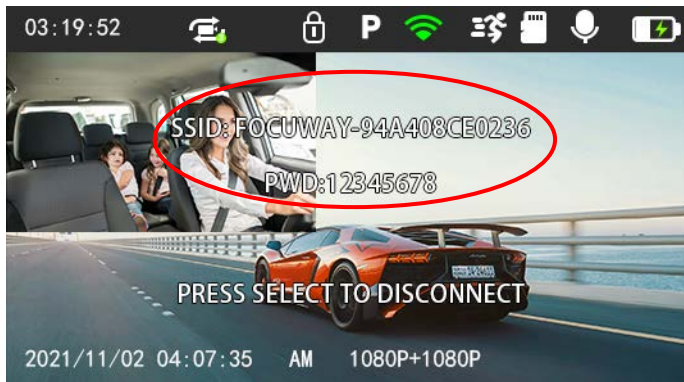 03:19:52 P
SSID: FOCUWAY-94A408CE0236
PWD:12345678
PRESS SELECT TO DISCONNECT
2021/11/02 04:07:35 AM 1080P+1080P